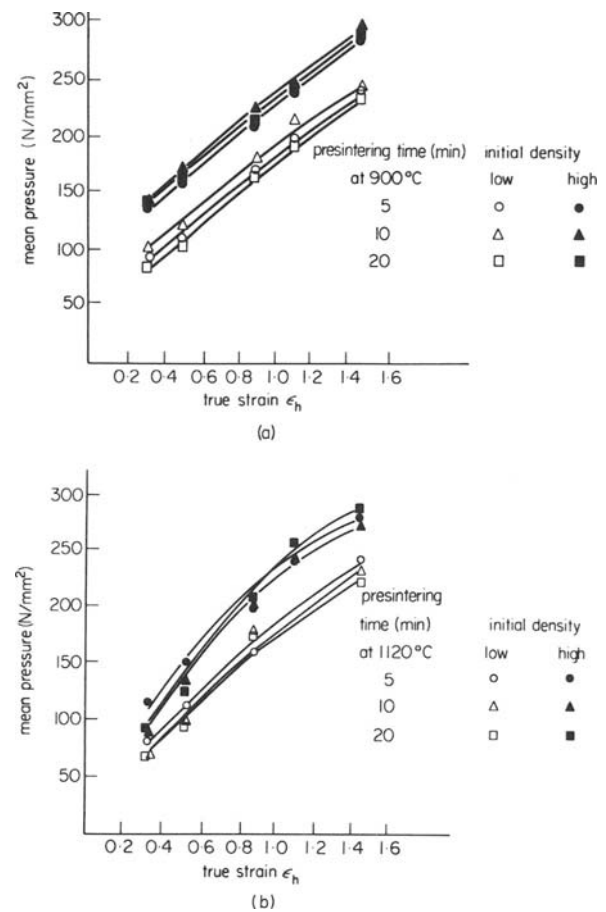 (a)
300
250
200
150
100
50
mean pressure (N/mm²)
presintering time (min) initial density
at 900°C low high
5
10
20
0·2 0·4 0·6 0·8 1·0 1·2 1·4 1·6
true strain ϵh
(a)
300
250
200
150
100
50
mean pressure (N/mm²)
presintering
time (min) initial density
at 1120°C low high
5
10
20
0·2 0·4 0·6 0·8 1·0 1·2 1·4 1·6
true strain ϵh
(b)